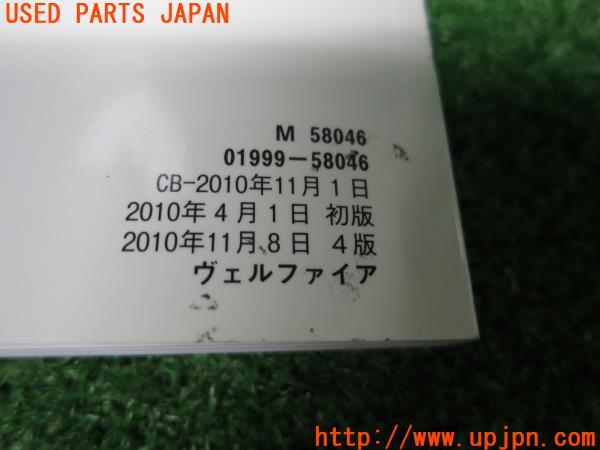 USED PARTS JAPAN
M 58046
01999-58046
CB-2010年11月1日
2010年4月1日 初版
2010年11月8日 4版
ヴェルファイア
http://www.upjpn.com